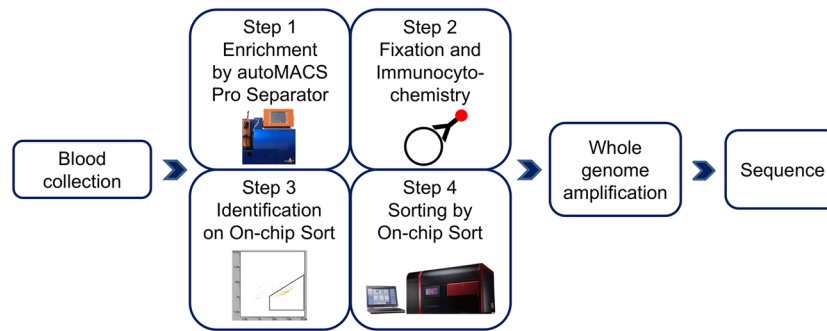 Blood
collection
Step 1
Enrichment
by autoMACS
Pro Separator
Step 2
Fixation and
Immunocyto-
chemistry
Step 3
Identification
on On-chip Sort
Step 4
Sorting by
On-chip Sort
Whole
genome
amplification
Sequence